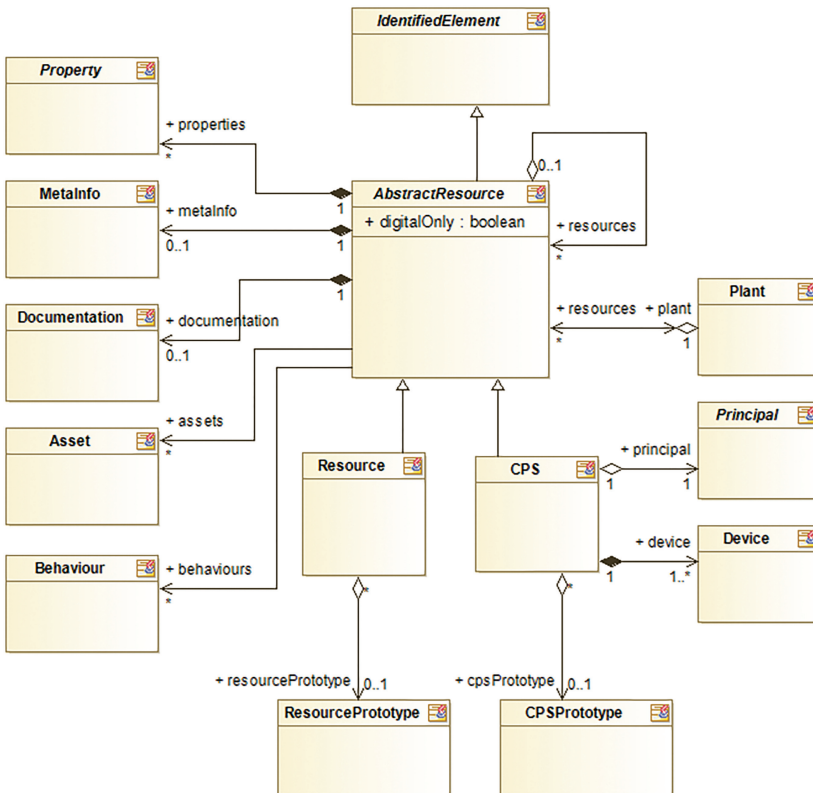 IdentifiedElement
Property
+ properties
*
0..1
MetaInfo
AbstractResource
1
+ digitalOnly : boolean
+ metaInfo
0..1
1
+ resources
*
1
Documentation
+ documentation
0..1
+ resources
+ plant
*
1
Plant
Principal
Asset
+ assets
*
Resource
CPS
+ principal
1
1
Device
+ device
1
1..*
Behaviour
+ behaviours
*
*
*
+ resourcePrototype
0..1
+ cpsPrototype
0..1
ResourcePrototype
CPSPrototype